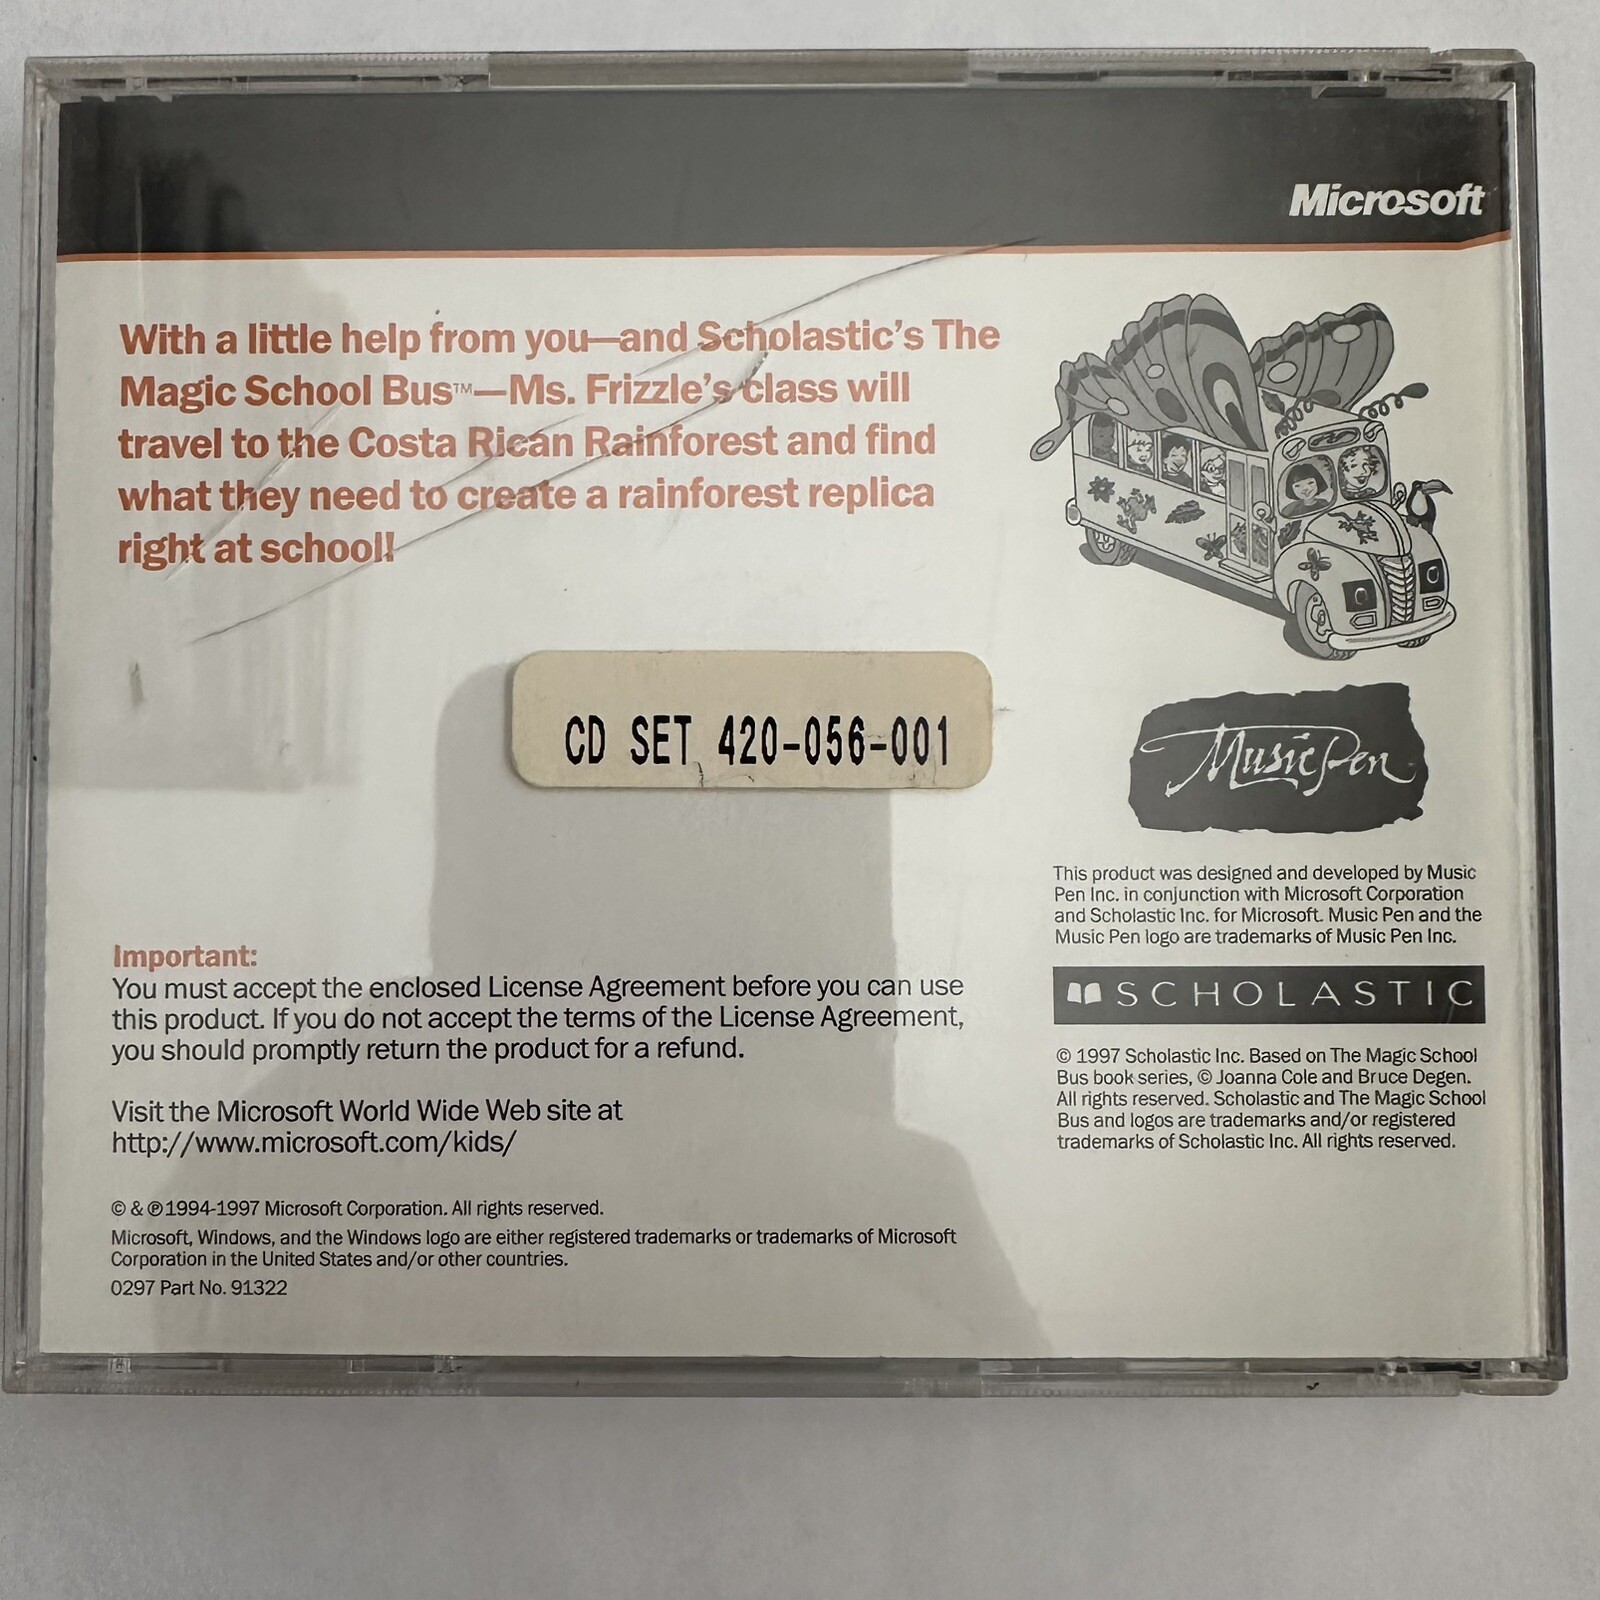 Microsoft
With a little help from you—and Scholastic's The
Magic School Bus™—Ms. Frizzle's class will
travel to the Costa Rican Rainforest and find
what they need to create a rainforest replica
right at school!
CD SET 420-056-001
Music Pen
This product was designed and developed by Music
Pen Inc. in conjunction with Microsoft Corporation
and Scholastic Inc. for Microsoft. Music Pen and the
Music Pen logo are trademarks of Music Pen Inc.
SCHOLASTIC
© 1997 Scholastic Inc. Based on The Magic School
Bus book series, © Joanna Cole and Bruce Degen.
All rights reserved. Scholastic and The Magic School
Bus and logos are trademarks and/or registered
trademarks of Scholastic Inc. All rights reserved.
Important:
You must accept the enclosed License Agreement before you can use
this product. If you do not accept the terms of the License Agreement,
you should promptly return the product for a refund.
Visit the Microsoft World Wide Web site at
http://www.microsoft.com/kids/
© & ℗ 1994-1997 Microsoft Corporation. All rights reserved.
Microsoft, Windows, and the Windows logo are either registered trademarks or trademarks of Microsoft
Corporation in the United States and/or other countries.
0297 Part No. 91322